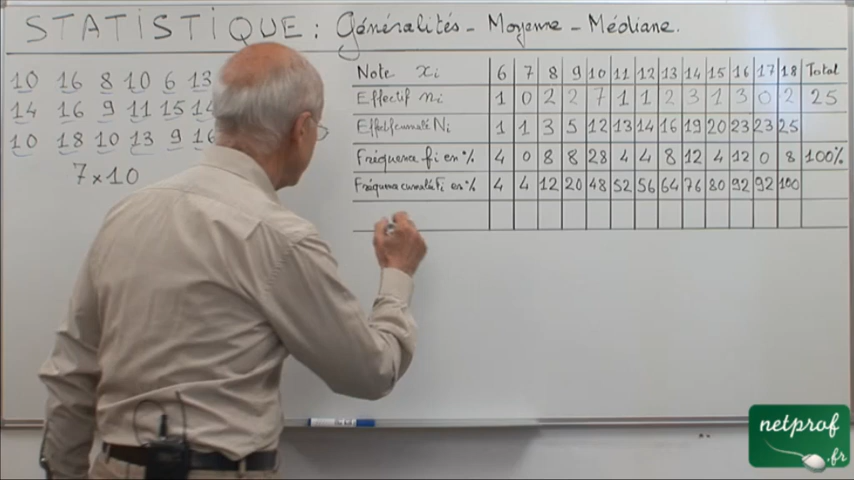 STATISTIQUE : Généralités - Moyenne - Médiane.
10 16 8 10 6 13
14 16 9 11 15 14
10 18 10 13 9 16
7 × 10
Note xi 6 7 8 9 10 11 12 13 14 15 16 17 18 Total
Effectif ni 1 0 2 2 7 1 1 2 3 1 3 0 2 25
Effectif cumulé Ni 1 1 3 5 12 13 14 16 19 20 23 23 25
Fréquence fi en % 4 0 8 8 28 4 4 8 12 4 12 0 8 100%
Fréquence cumulée Fi en % 4 4 12 20 48 52 56 64 76 80 92 92 100
netprof
.fr